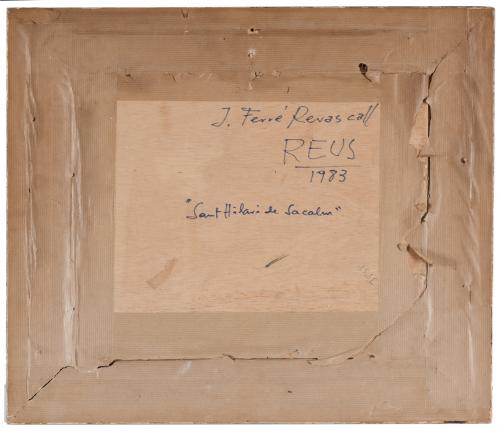 J. Ferré Revascall
REUS
1983
"Sant Hilari de Sacalm"